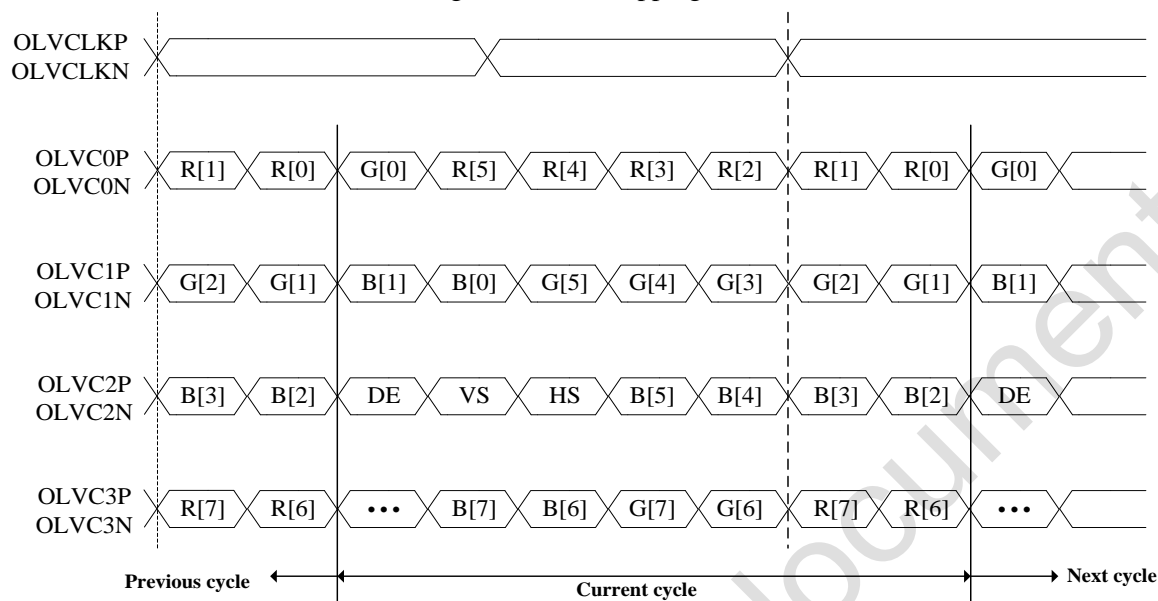 OLVCLKP
OLVCLKN
OLVC0P
OLVC0N
R[1] R[0] G[0] R[5] R[4] R[3] R[2] R[1] R[0] G[0]
OLVC1P
OLVC1N
G[2] G[1] B[1] B[0] G[5] G[4] G[3] G[2] G[1] B[1]
OLVC2P
OLVC2N
B[3] B[2] DE VS HS B[5] B[4] B[3] B[2] DE
OLVC3P
OLVC3N
R[7] R[6] ••• B[7] B[6] G[7] G[6] R[7] R[6] •••
Previous cycle Current cycle Next cycle
document